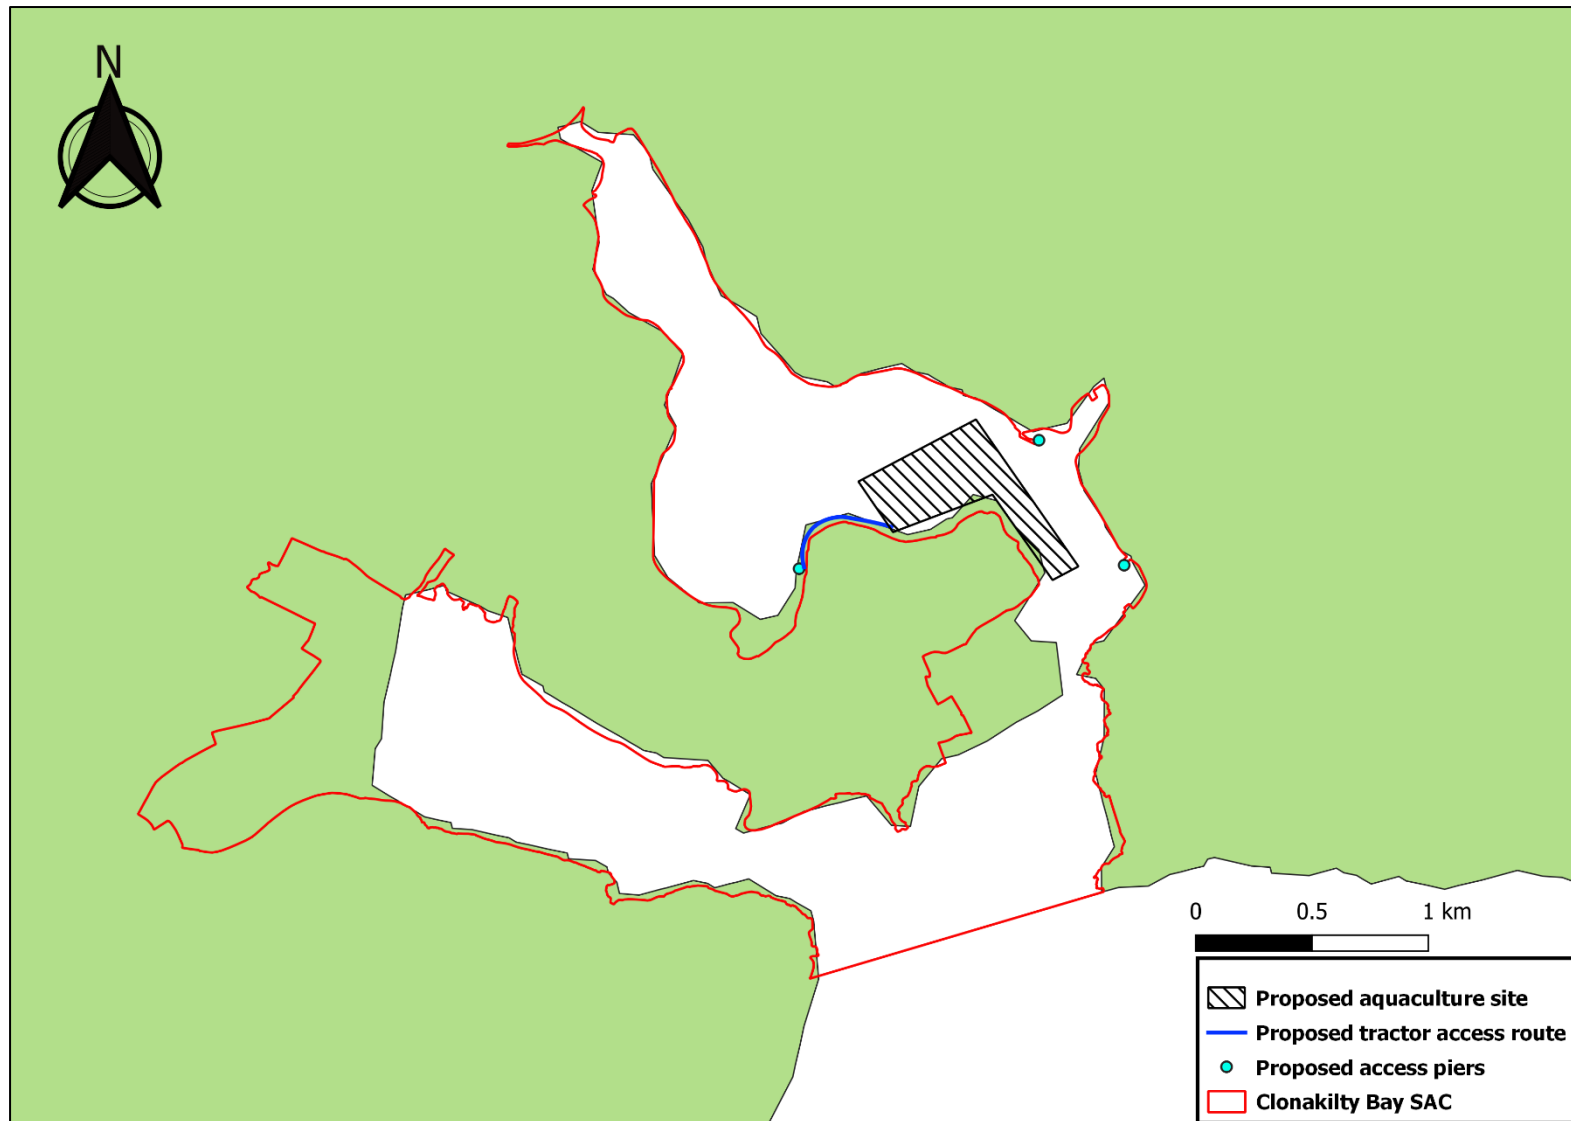 N
0 0.5 1 km
Proposed aquaculture site
Proposed tractor access route
Proposed access piers
Clonakilty Bay SAC